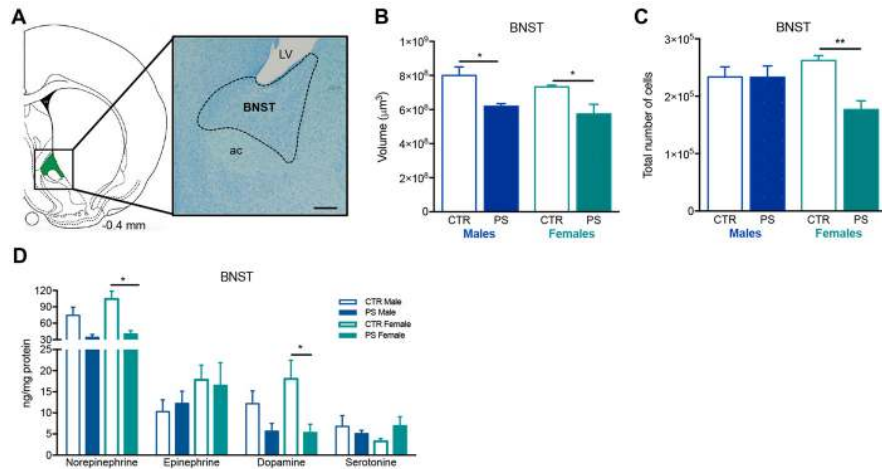 A
LV
BNST
ac
-0.4 mm
B
BNST
Volume (μm³)
1×10⁹
8×10⁸
6×10⁸
4×10⁸
2×10⁸
0
*
*
CTR PS CTR PS
Males Females
C
BNST
Total number of cells
3×10⁵
2×10⁵
1×10⁵
0
**
CTR PS CTR PS
Males Females
D
BNST
ng/mg protein
120
90
60
30
25
20
15
10
5
0
*
*
CTR Male
PS Male
CTR Female
PS Female
Norepinephrine Epinephrine Dopamine Serotonine